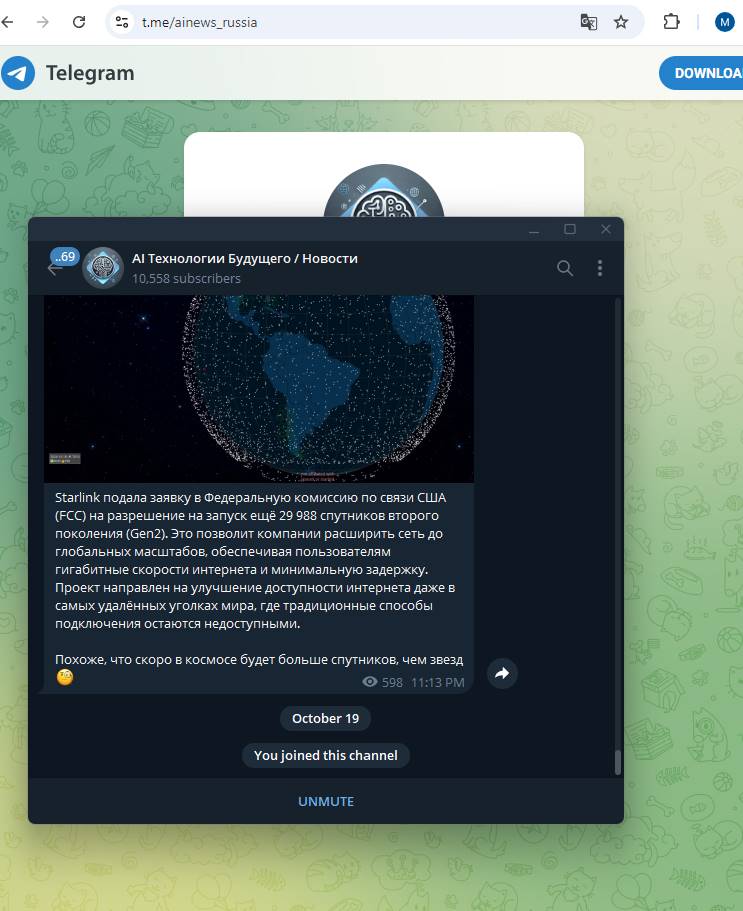 t.me/ainews_russia
Telegram
DOWNLOA
..69
AI Технологии Будущего / Новости
10,558 subscribers
Starlink подала заявку в Федеральную комиссию по связи США
(FCC) на разрешение на запуск ещё 29 988 спутников второго
поколения (Gen2). Это позволит компании расширить сеть до
глобальных масштабов, обеспечивая пользователям
гигабитные скорости интернета и минимальную задержку.
Проект направлен на улучшение доступности интернета даже в
самых удалённых уголках мира, где традиционные способы
подключения остаются недоступными.
Похоже, что скоро в космосе будет больше спутников, чем звезд
🧐
598 11:13 PM
October 19
You joined this channel
UNMUTE
M